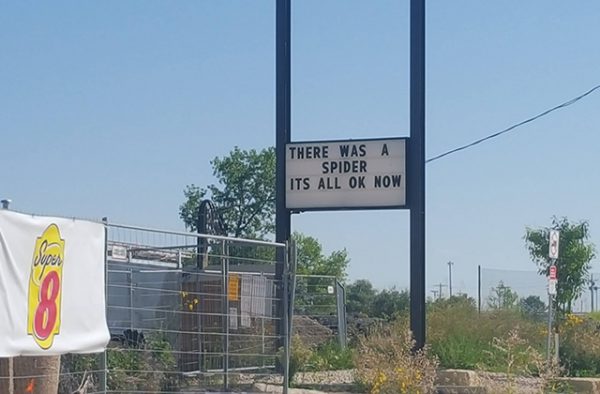 THERE WAS A
SPIDER
ITS ALL OK NOW
Super
8